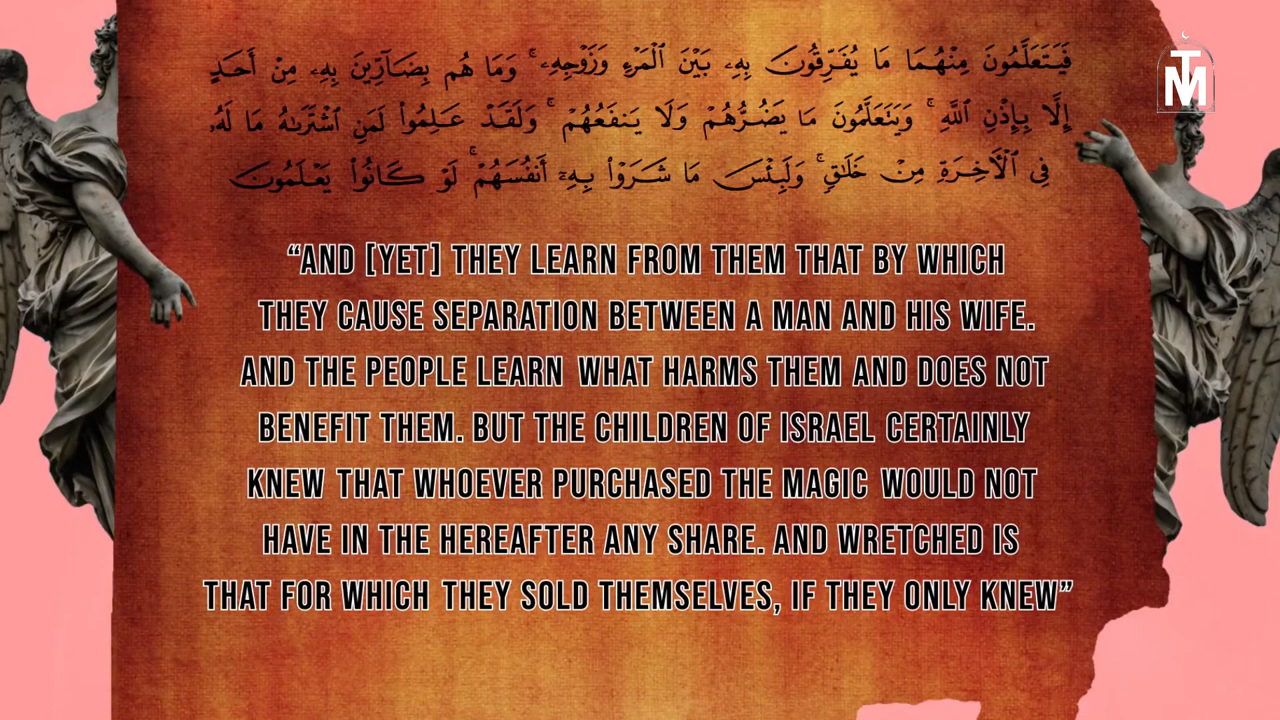 فَيَتَعَلَّمُونَ مِنْهُمَا مَا يُفَرِّقُونَ بِهِۦ بَيْنَ ٱلْمَرْءِ وَزَوْجِهِۦ ۚ وَمَا هُم بِضَآرِّينَ بِهِۦ مِنْ أَحَدٍ
إِلَّا بِإِذْنِ ٱللَّهِ ۚ وَيَتَعَلَّمُونَ مَا يَضُرُّهُمْ وَلَا يَنفَعُهُمْ ۚ وَلَقَدْ عَلِمُوا۟ لَمَنِ ٱشْتَرَىٰهُ مَا لَهُۥ
فِى ٱلْـَٔاخِرَةِ مِنْ خَلَـٰقٍ ۚ وَلَبِئْسَ مَا شَرَوْا۟ بِهِۦٓ أَنفُسَهُمْ ۚ لَوْ كَانُوا۟ يَعْلَمُونَ
“AND [YET] THEY LEARN FROM THEM THAT BY WHICH
THEY CAUSE SEPARATION BETWEEN A MAN AND HIS WIFE.
AND THE PEOPLE LEARN WHAT HARMS THEM AND DOES NOT
BENEFIT THEM. BUT THE CHILDREN OF ISRAEL CERTAINLY
KNEW THAT WHOEVER PURCHASED THE MAGIC WOULD NOT
HAVE IN THE HEREAFTER ANY SHARE. AND WRETCHED IS
THAT FOR WHICH THEY SOLD THEMSELVES, IF THEY ONLY KNEW”
TM